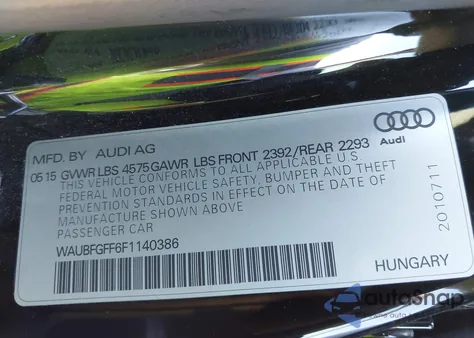 MFD. BY AUDI AG
Audi
0515 GVWR LBS 4575 GAWR LBS FRONT 2392/REAR 2293
THIS VEHICLE CONFORMS TO ALL APPLICABLE U.S.
FEDERAL MOTOR VEHICLE SAFETY, BUMPER, AND THEFT
PREVENTION STANDARDS IN EFFECT ON THE DATE OF
MANUFACTURE SHOWN ABOVE.
PASSENGER CAR
WAUBFGFF6F1140386
HUNGARY
2010711
autoSnap